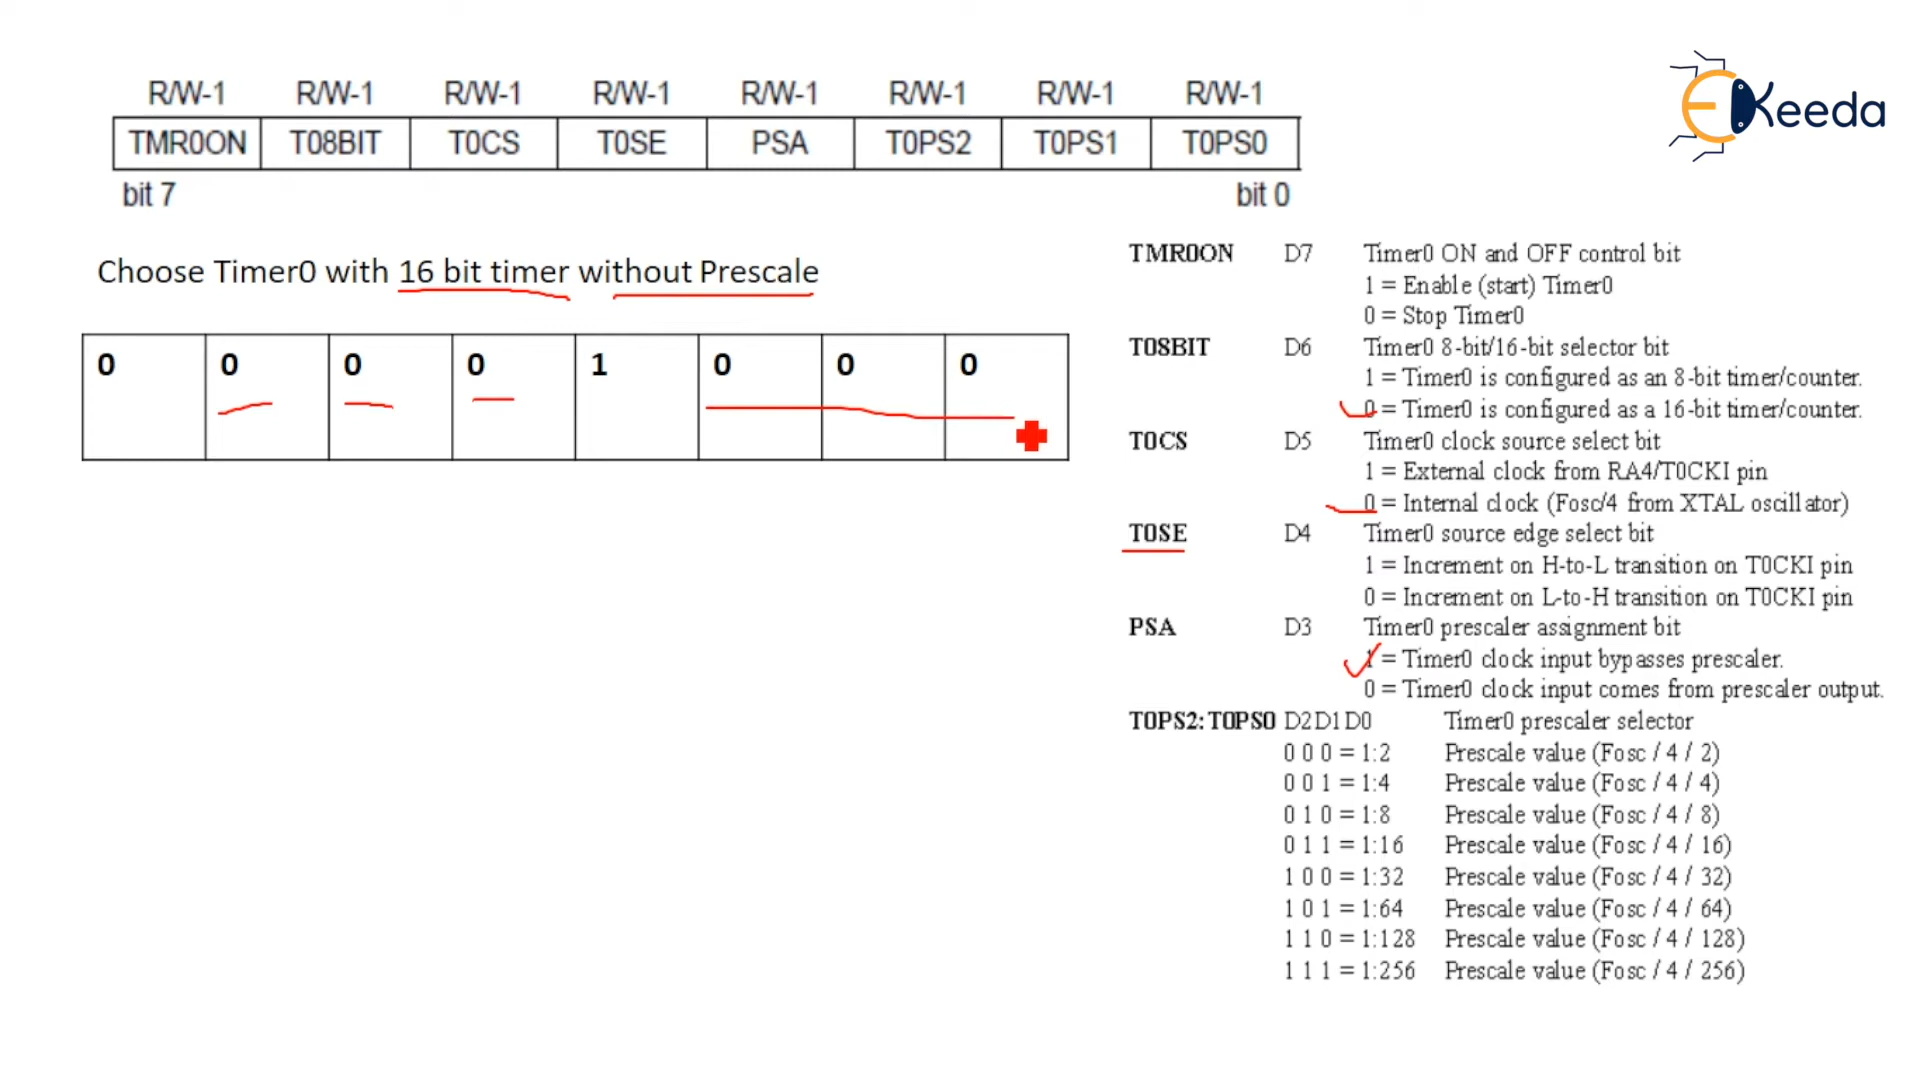 R/W-1 R/W-1 R/W-1 R/W-1 R/W-1 R/W-1 R/W-1 R/W-1
TMR0ON T08BIT T0CS T0SE PSA T0PS2 T0PS1 T0PS0
bit 7 bit 0
EKeeda
Choose Timer0 with 16 bit timer without Prescale
0 0 0 0 1 0 0 0
TMR0ON D7 Timer0 ON and OFF control bit
1 = Enable (start) Timer0
0 = Stop Timer0
T08BIT D6 Timer0 8-bit/16-bit selector bit
1 = Timer0 is configured as an 8-bit timer/counter.
0 = Timer0 is configured as a 16-bit timer/counter.
T0CS D5 Timer0 clock source select bit
1 = External clock from RA4/T0CKI pin
0 = Internal clock (Fosc/4 from XTAL oscillator)
T0SE D4 Timer0 source edge select bit
1 = Increment on H-to-L transition on T0CKI pin
0 = Increment on L-to-H transition on T0CKI pin
PSA D3 Timer0 prescaler assignment bit
1 = Timer0 clock input bypasses prescaler.
0 = Timer0 clock input comes from prescaler output.
T0PS2:T0PS0 D2D1D0 Timer0 prescaler selector
0 0 0 = 1:2 Prescale value (Fosc / 4 / 2)
0 0 1 = 1:4 Prescale value (Fosc / 4 / 4)
0 1 0 = 1:8 Prescale value (Fosc / 4 / 8)
0 1 1 = 1:16 Prescale value (Fosc / 4 / 16)
1 0 0 = 1:32 Prescale value (Fosc / 4 / 32)
1 0 1 = 1:64 Prescale value (Fosc / 4 / 64)
1 1 0 = 1:128 Prescale value (Fosc / 4 / 128)
1 1 1 = 1:256 Prescale value (Fosc / 4 / 256)